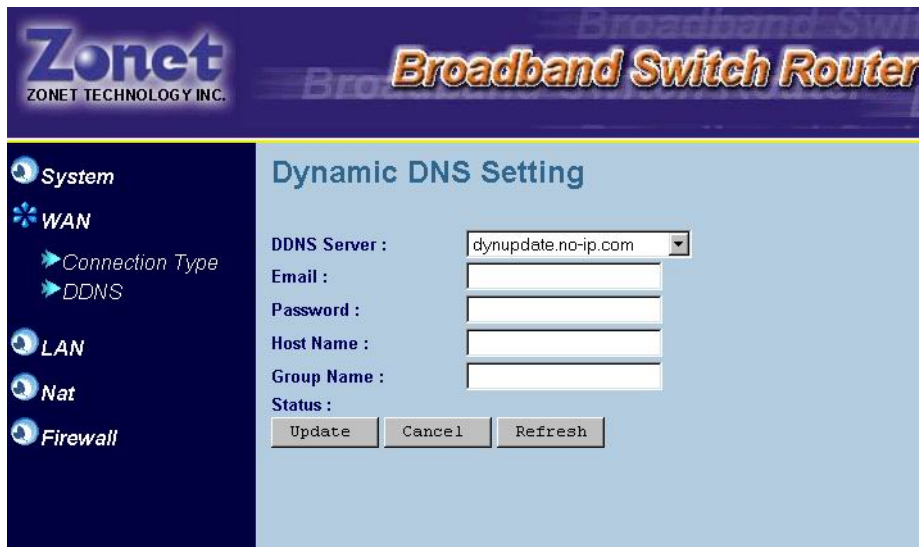 Zonet
ZONET TECHNOLOGY INC.
Broadband Switch Router
System
WAN
Connection Type
DDNS
LAN
Nat
Firewall
Dynamic DNS Setting
DDNS Server : dynupdate.no-ip.com
Email :
Password :
Host Name :
Group Name :
Status :
Update Cancel Refresh